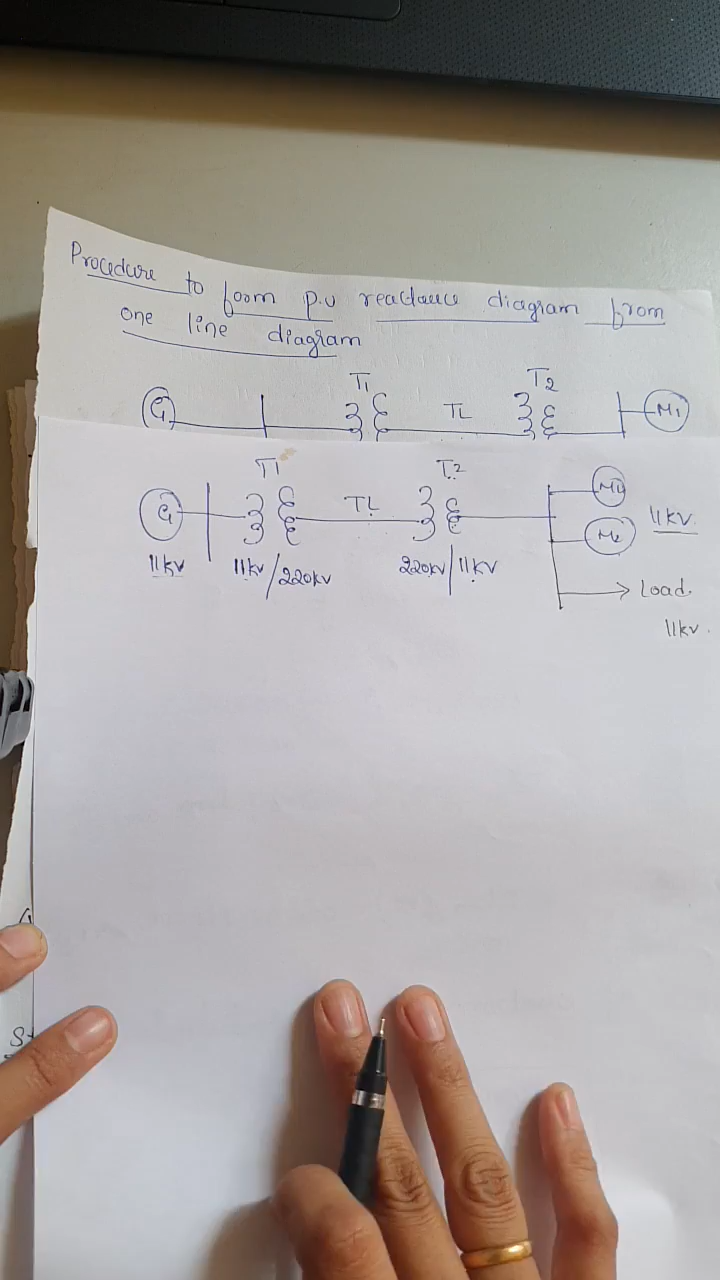 Procedure to form p.u reactance diagram from
one line diagram
T1 T2
G TL M1
T1 T2 M1
G TL M2 11kv
11kv 11kv/220kv 220kv/11kv
Load
11kv